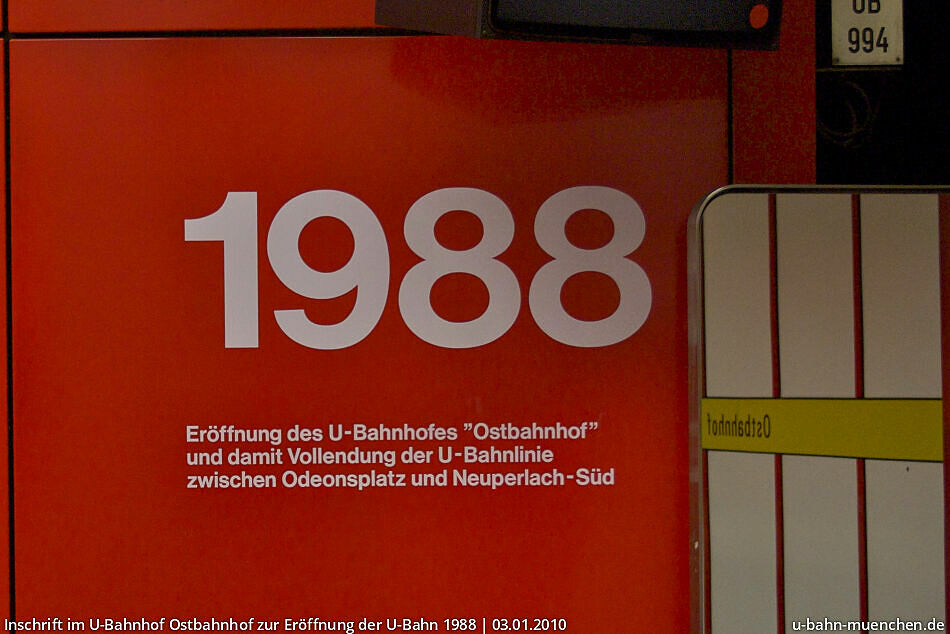 UB
994
1988
Eröffnung des U-Bahnhofes ”Ostbahnhof”
und damit Vollendung der U-Bahnlinie
zwischen Odeonsplatz und Neuperlach-Süd
Ostbahnhof
Inschrift im U-Bahnhof Ostbahnhof zur Eröffnung der U-Bahn 1988 | 03.01.2010
u-bahn-muenchen.de